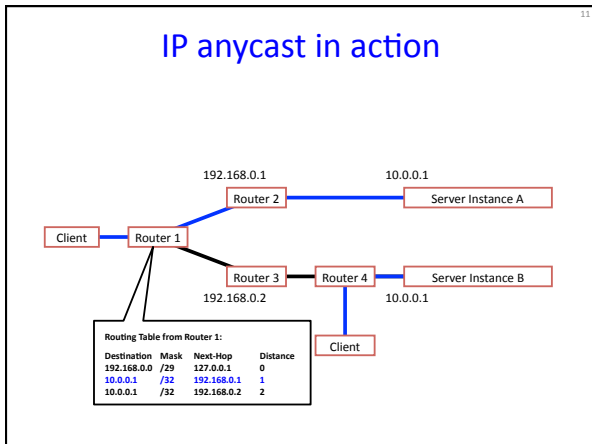 11
IP anycast in action
192.168.0.1 10.0.0.1
Router 2 Server Instance A
Client Router 1
Router 3 Router 4 Server Instance B
192.168.0.2 10.0.0.1
Routing Table from Router 1:
Client
Destination Mask Next-Hop Distance
192.168.0.0 /29 127.0.0.1 0
10.0.0.1 /32 192.168.0.1 1
10.0.0.1 /32 192.168.0.2 2